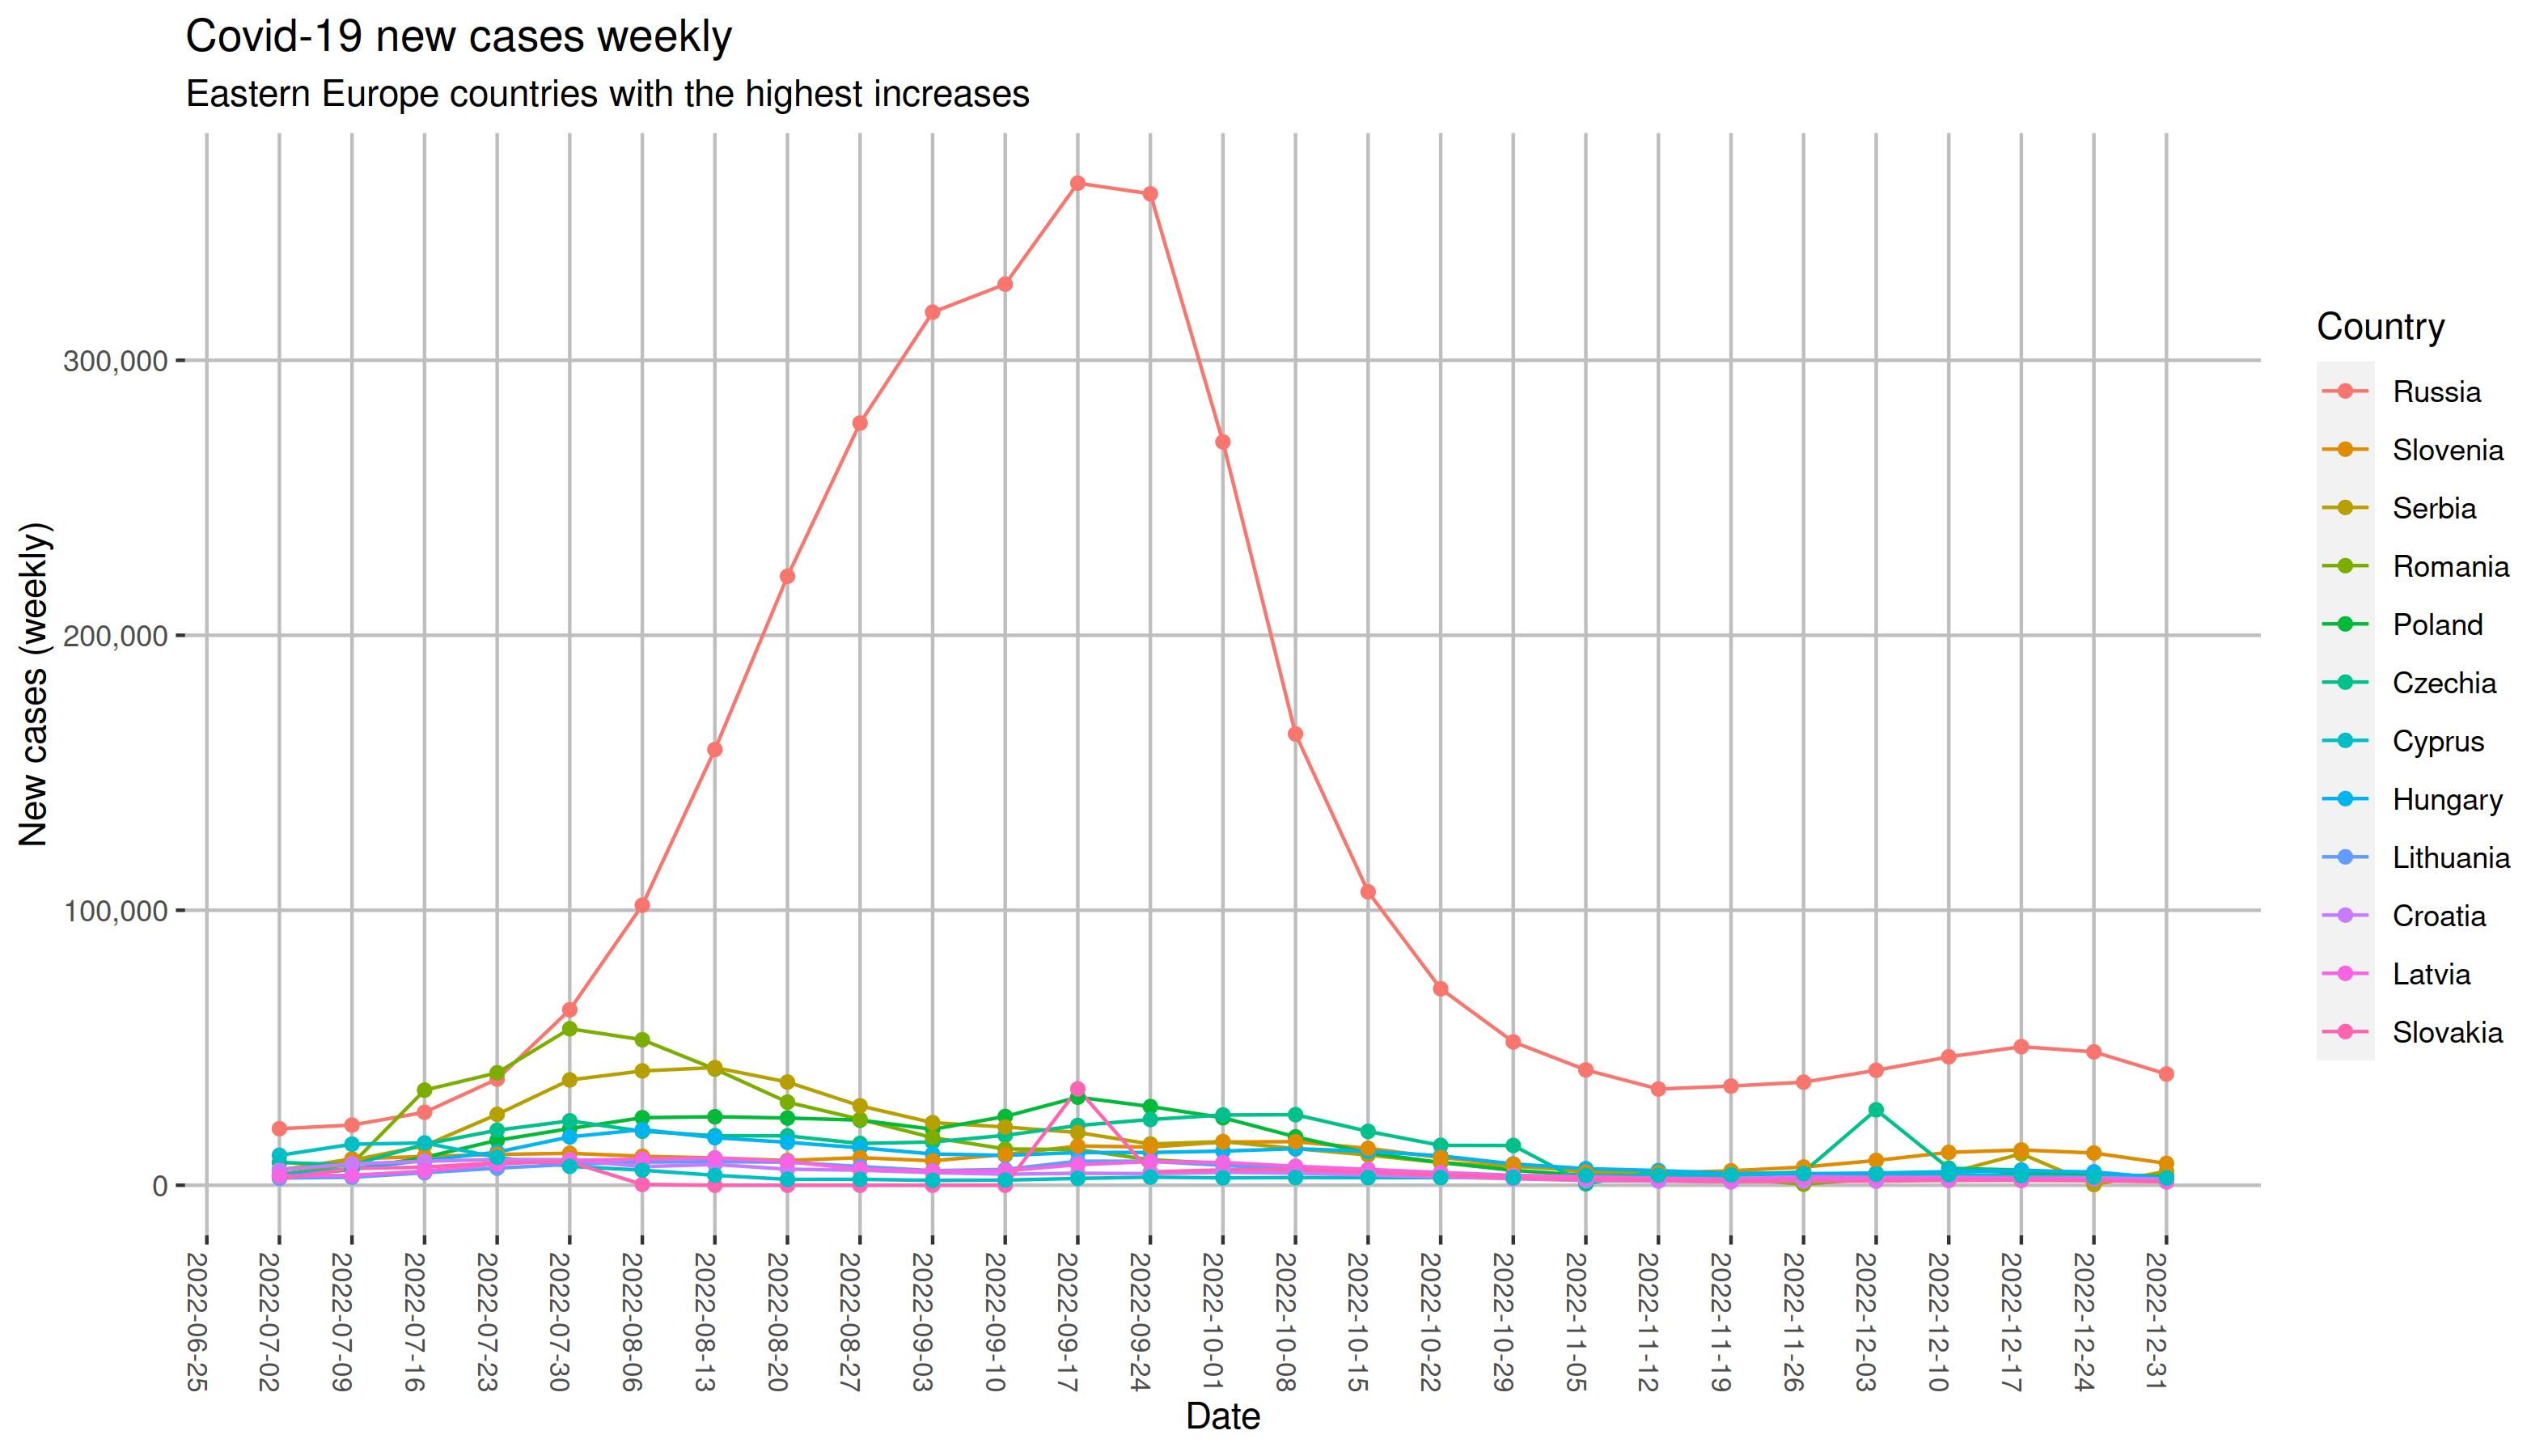 Covid-19 new cases weekly
Eastern Europe countries with the highest increases
New cases (weekly)
300,000
200,000
100,000
0
2022-06-25
2022-07-02
2022-07-09
2022-07-16
2022-07-23
2022-07-30
2022-08-06
2022-08-13
2022-08-20
2022-08-27
2022-09-03
2022-09-10
2022-09-17
2022-09-24
2022-10-01
2022-10-08
2022-10-15
2022-10-22
2022-10-29
2022-11-05
2022-11-12
2022-11-19
2022-11-26
2022-12-03
2022-12-10
2022-12-17
2022-12-24
2022-12-31
Date
Country
Russia
Slovenia
Serbia
Romania
Poland
Czechia
Cyprus
Hungary
Lithuania
Croatia
Latvia
Slovakia